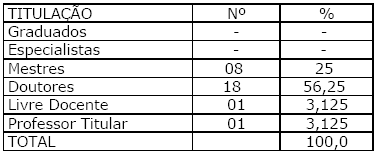 TITULAÇÃO Nº %
Graduados - -
Especialistas - -
Mestres 08 25
Doutores 18 56,25
Livre Docente 01 3,125
Professor Titular 01 3,125
TOTAL 100,0